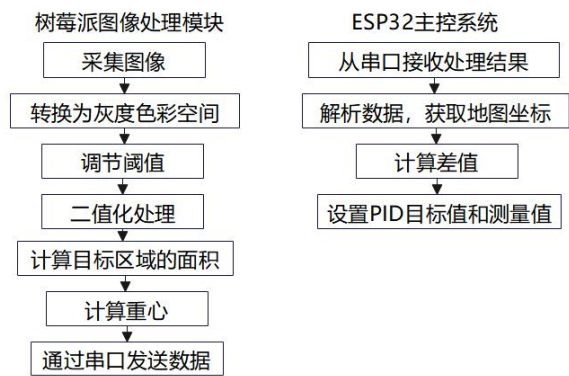 树莓派图像处理模块
采集图像
转换为灰度色彩空间
调节阈值
二值化处理
计算目标区域的面积
计算重心
通过串口发送数据
ESP32主控系统
从串口接收处理结果
解析数据，获取地图坐标
计算差值
设置PID目标值和测量值